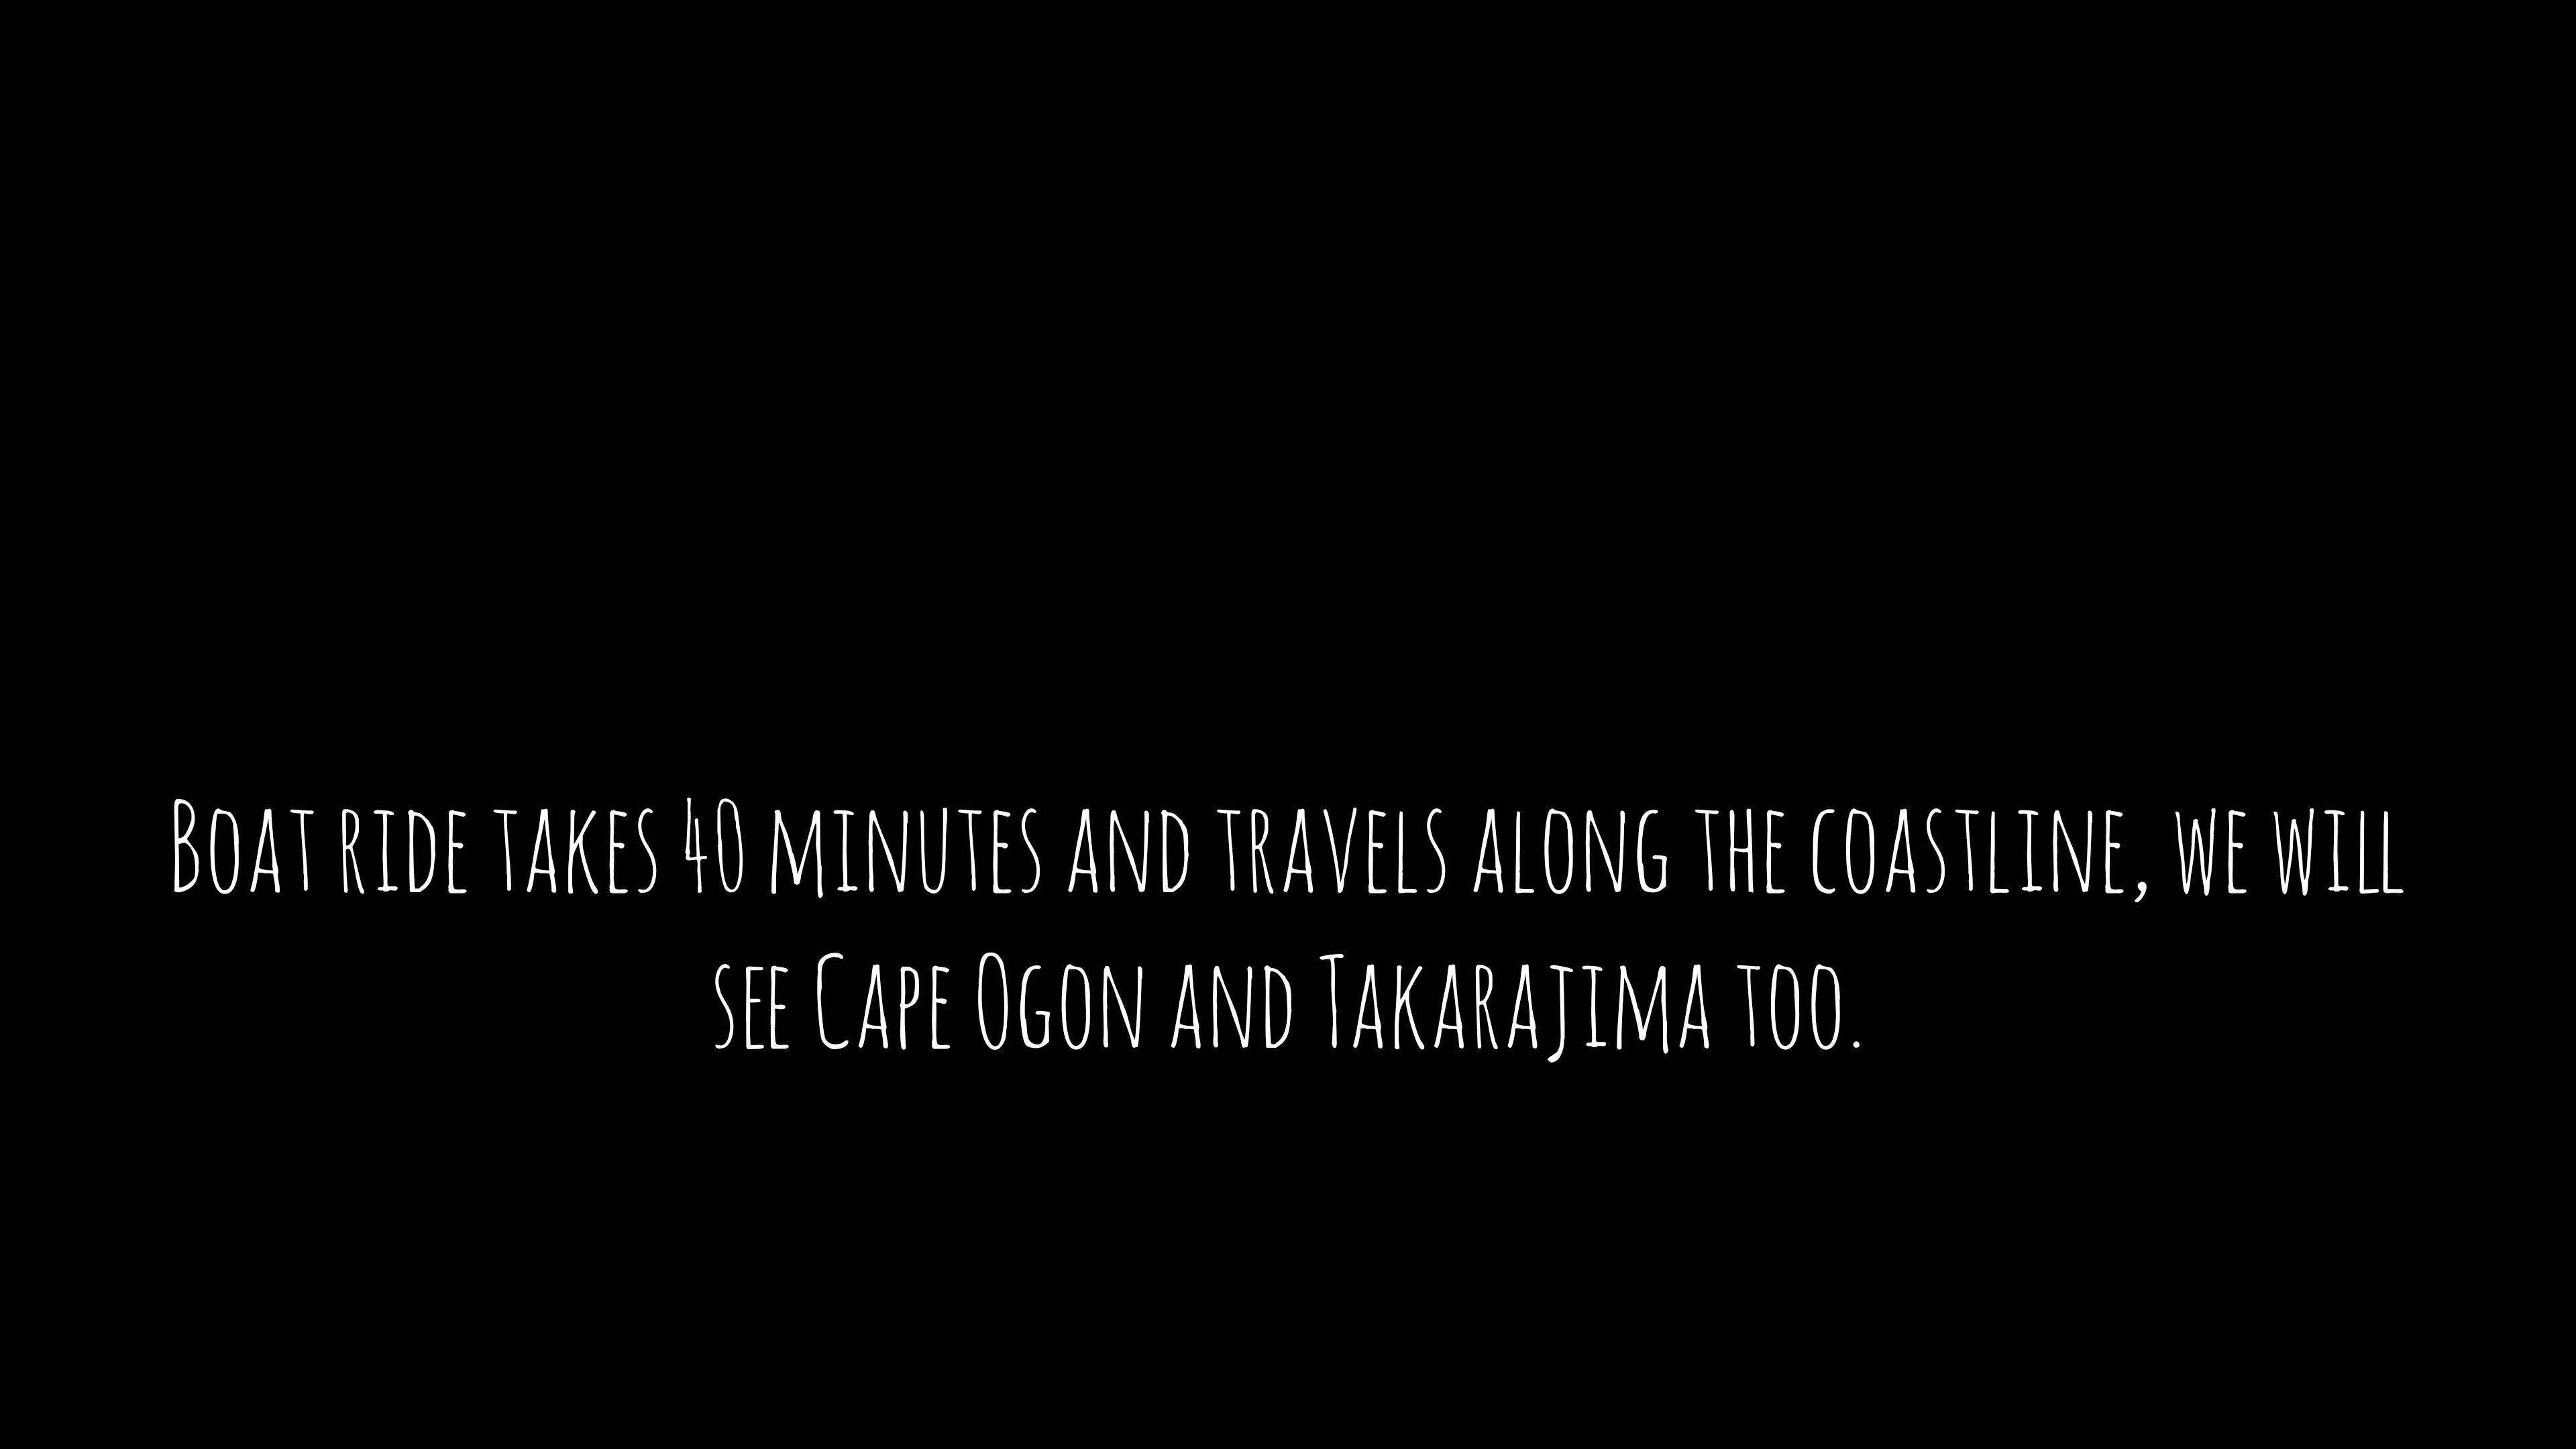 Boat ride takes 40 minutes and travels along the coastline, we will
see Cape Ogon and Takarajima too.